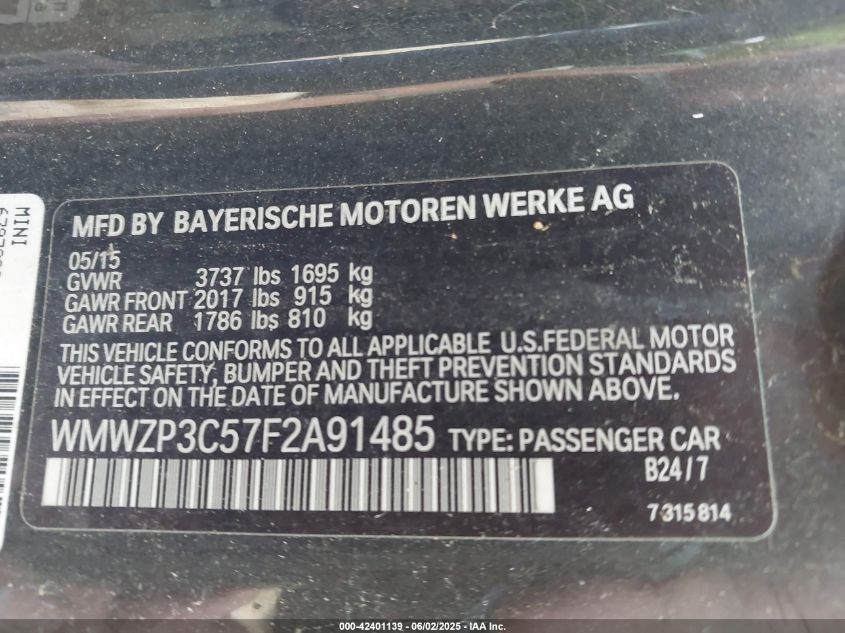 MFD BY BAYERISCHE MOTOREN WERKE AG
05/15
GVWR 3737 lbs 1695 kg
GAWR FRONT 2017 lbs 915 kg
GAWR REAR 1786 lbs 810 kg
THIS VEHICLE CONFORMS TO ALL APPLICABLE U.S.FEDERAL MOTOR
VEHICLE SAFETY, BUMPER AND THEFT PREVENTION STANDARDS
IN EFFECT ON THE DATE OF MANUFACTURE SHOWN ABOVE.
WMWZP3C57F2A91485 TYPE: PASSENGER CAR
B24/7
7315814
MINI
000-42401139 - 06/02/2025 - IAA Inc.